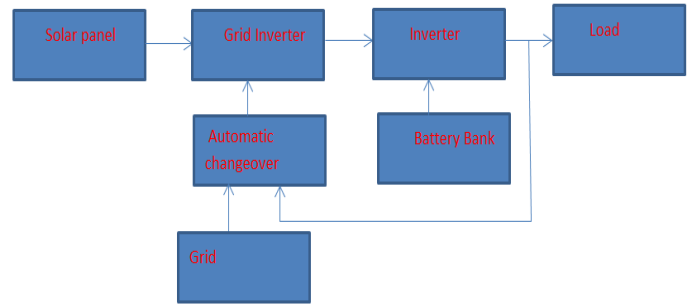 Solar panel
Grid Inverter
Inverter
Load
Automatic
changeover
Battery Bank
Grid